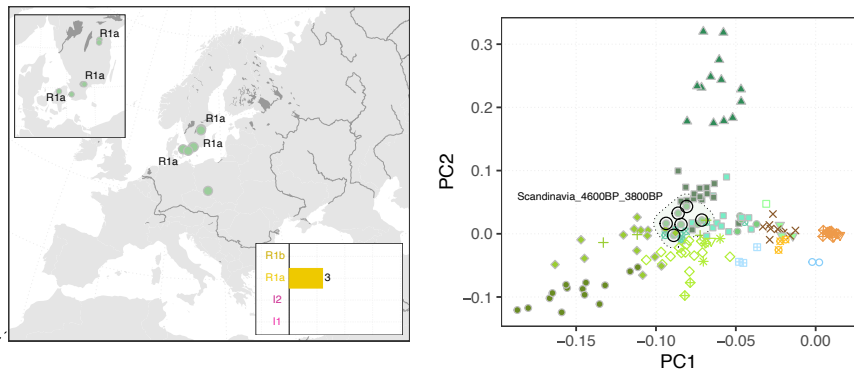 R1a
R1a
R1a
R1a
R1a
R1a
R1b
R1a
3
I2
I1
0.3
0.2
0.1
0.0
−0.1
PC2
Scandinavia_4600BP_3800BP
−0.15
−0.10
−0.05
0.00
PC1